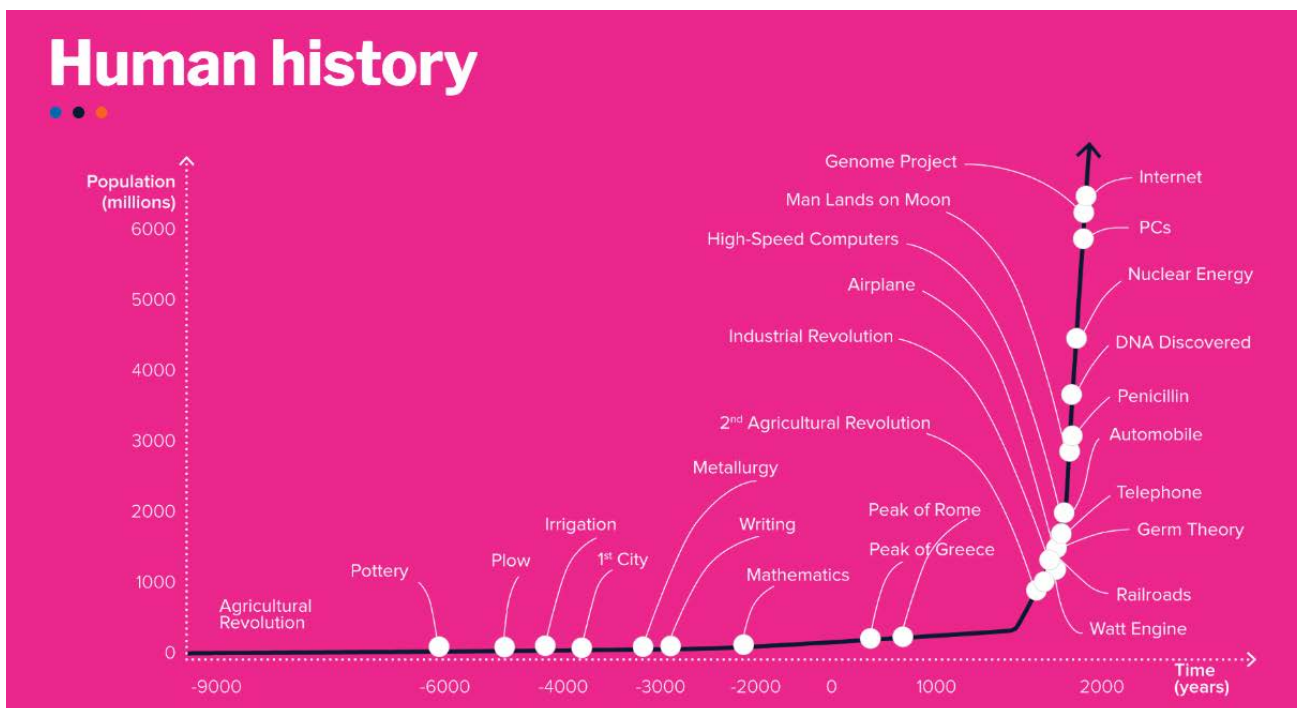 Human history
Population
(millions)
6000
5000
4000
3000
2000
1000
0
Genome Project
Internet
Man Lands on Moon
PCs
High-Speed Computers
Nuclear Energy
Airplane
Industrial Revolution
DNA Discovered
Penicillin
2nd Agricultural Revolution
Automobile
Metallurgy
Telephone
Peak of Rome
Irrigation
Writing
Germ Theory
Peak of Greece
Plow
1st City
Pottery
Mathematics
Railroads
Agricultural
Revolution
Watt Engine
Time
(years)
-9000
-6000
-4000
-3000
-2000
0
1000
2000